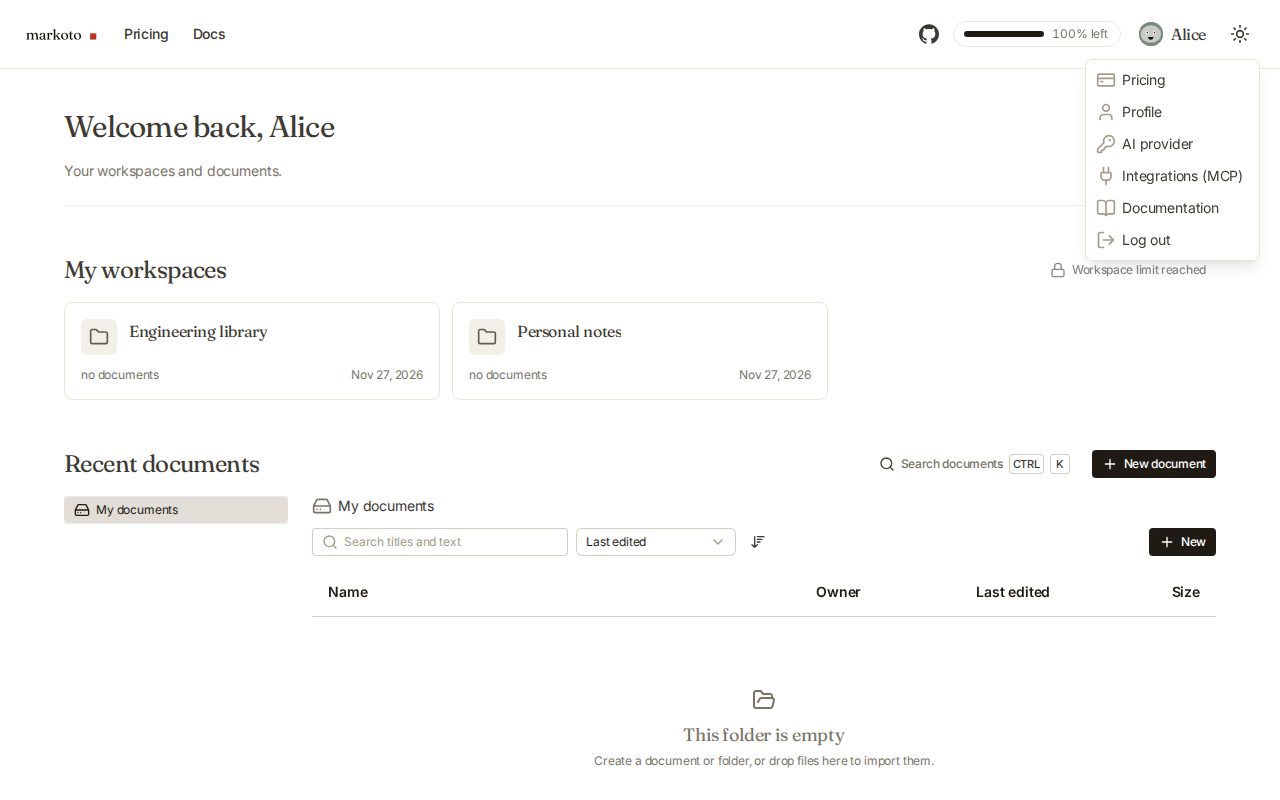 markoto
Pricing
Docs
100% left
Alice
Pricing
Profile
AI provider
Integrations (MCP)
Documentation
Log out
Welcome back, Alice
Your workspaces and documents.
My workspaces
Workspace limit reached
Engineering library
no documents
Nov 27, 2026
Personal notes
no documents
Nov 27, 2026
Recent documents
Search documents
CTRL
K
New document
My documents
My documents
Search titles and text
Last edited
New
Name
Owner
Last edited
Size
This folder is empty
Create a document or folder, or drop files here to import them.